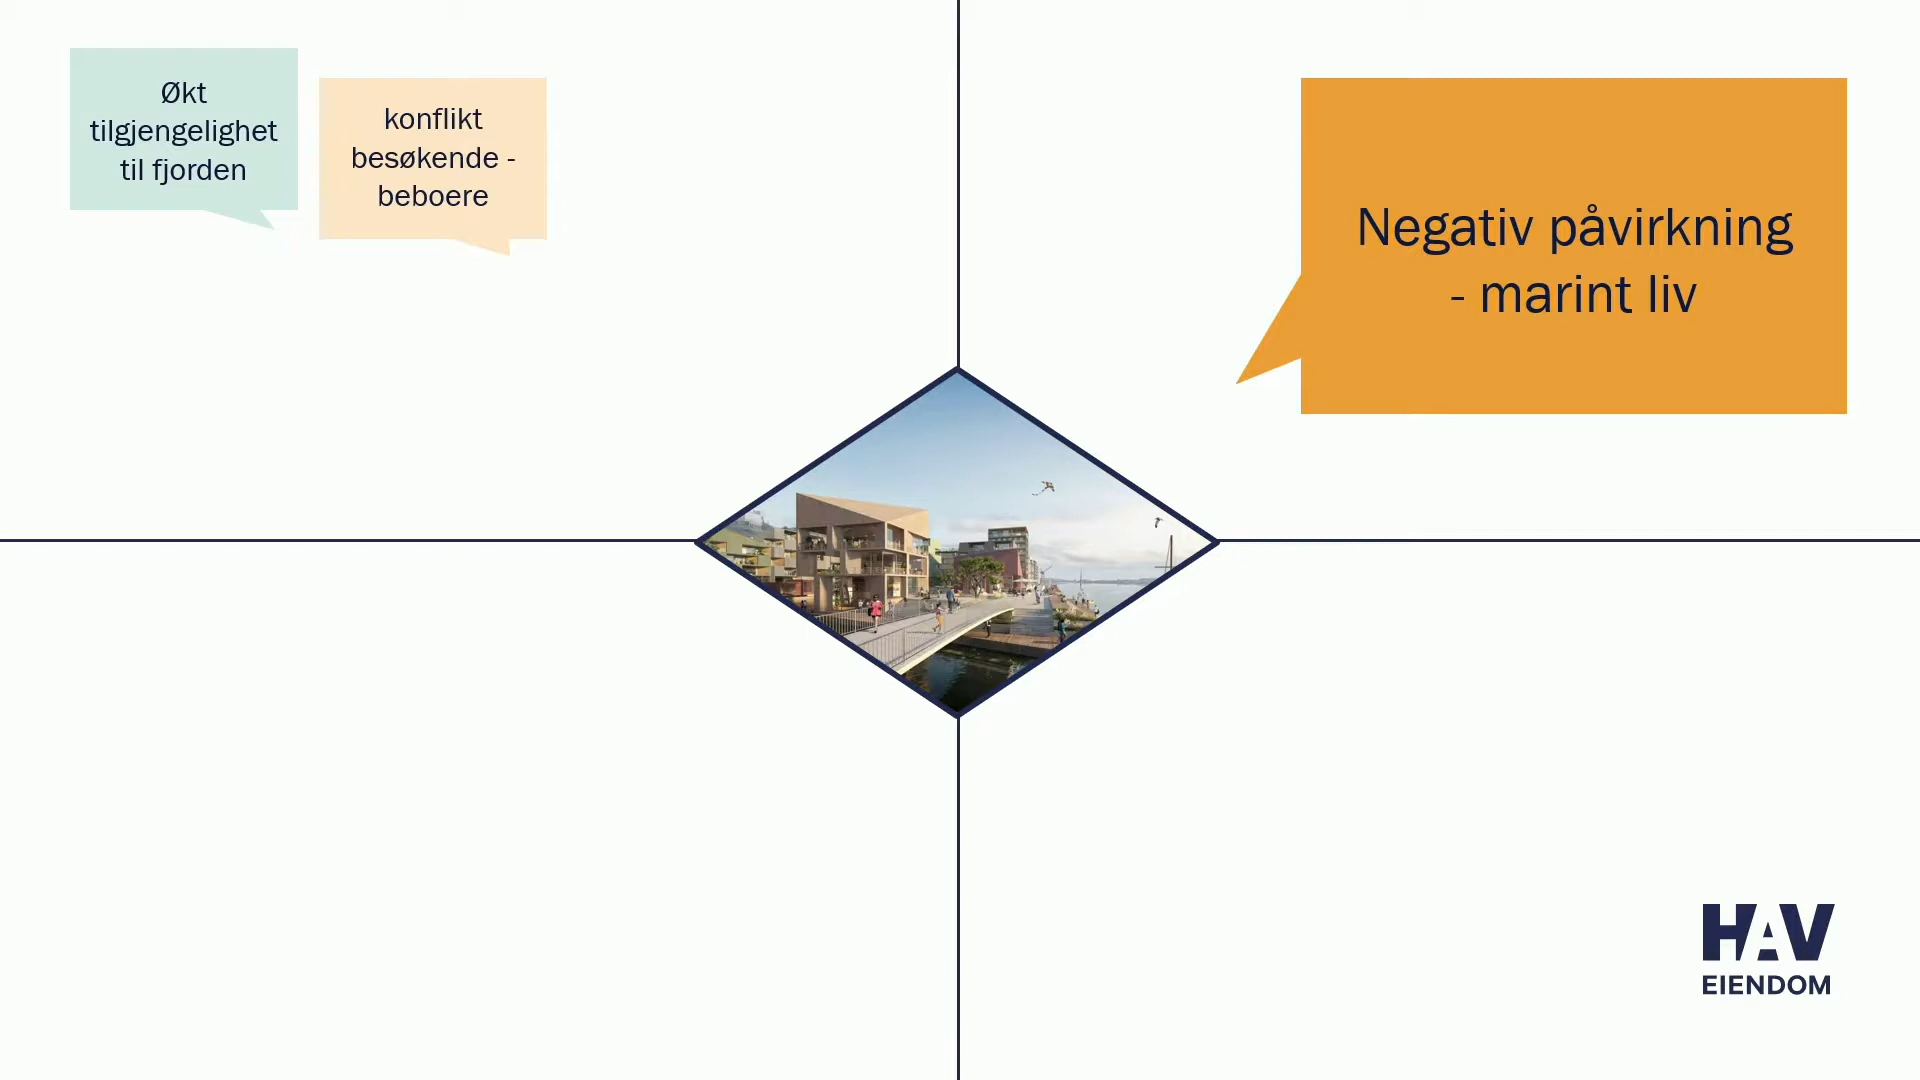 Økt
tilgjengelighet
til fjorden
konflikt
besøkende -
beboere
Negativ påvirkning
- marint liv
HAV
EIENDOM